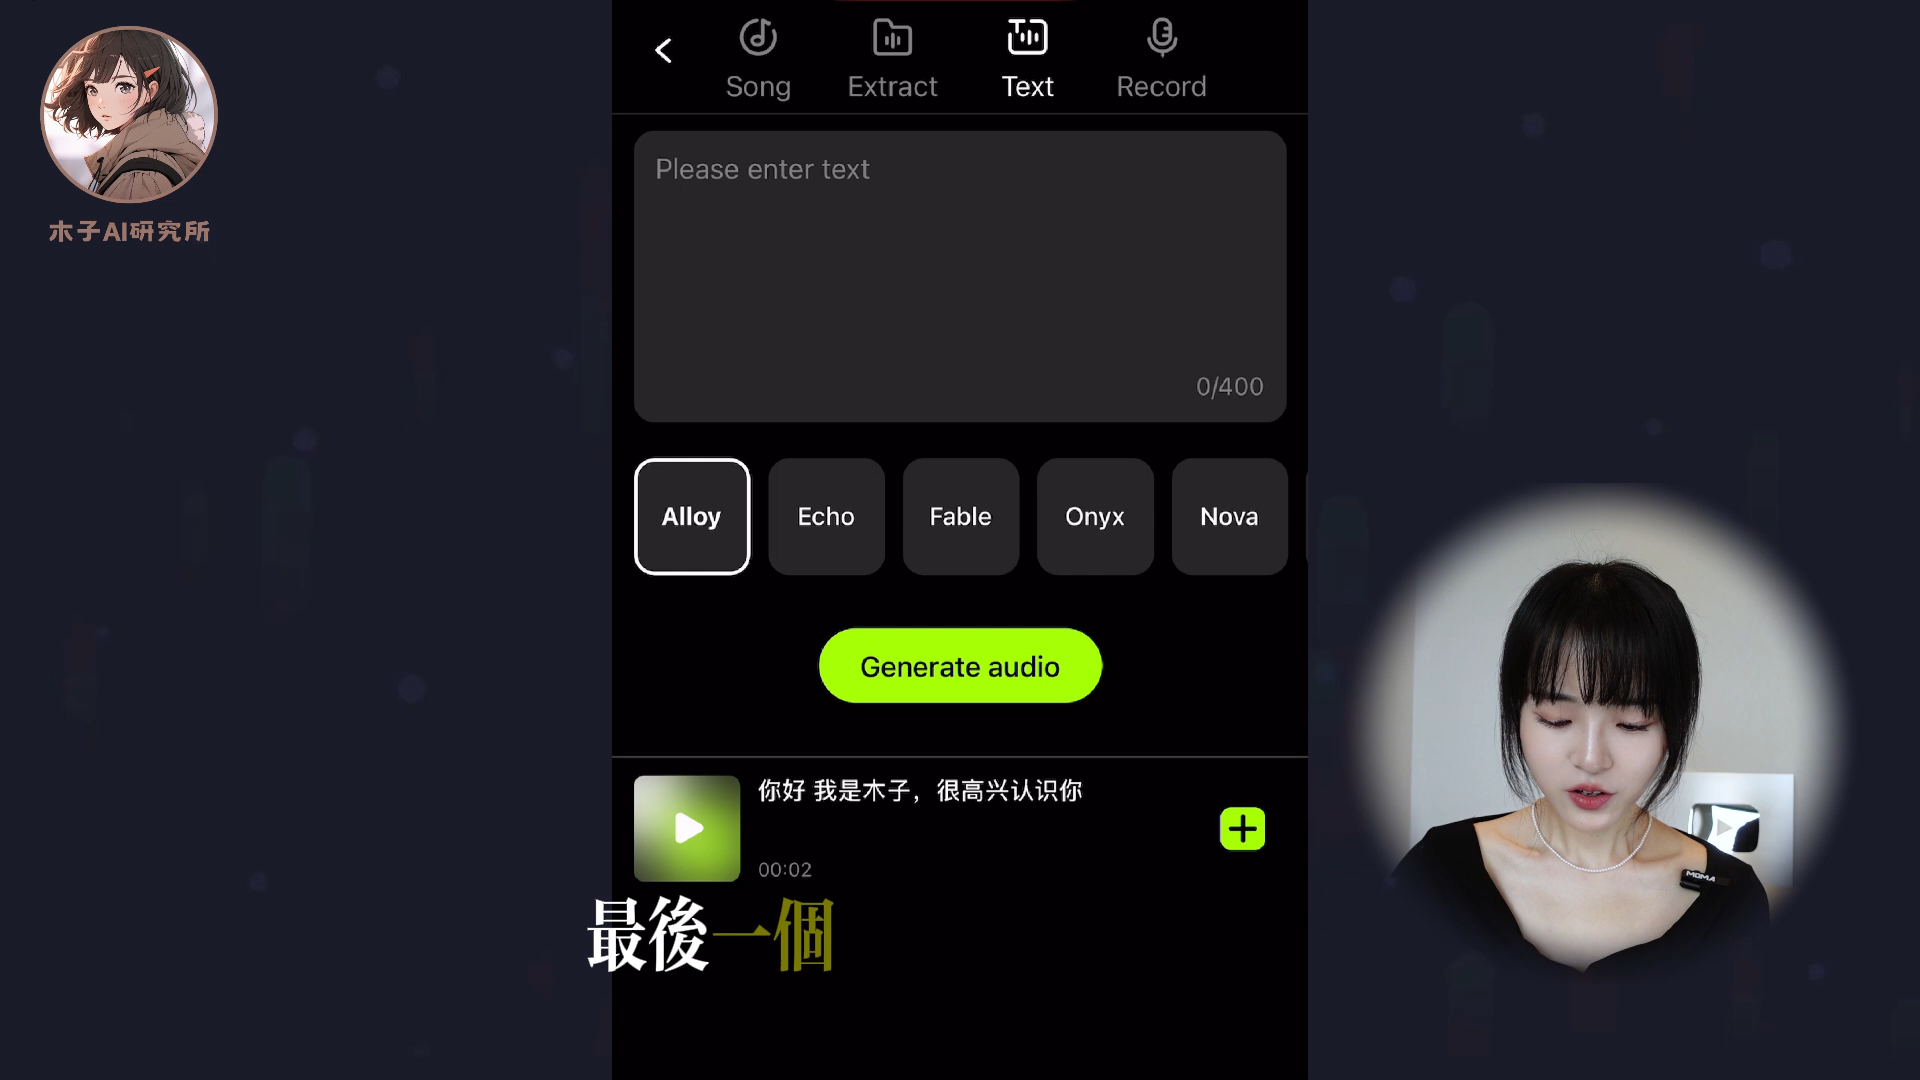 木子AI研究所
Song
Extract
Text
Record
Please enter text
0/400
Alloy
Echo
Fable
Onyx
Nova
Generate audio
你好 我是木子，很高兴认识你
00:02
最後一個
MOMA